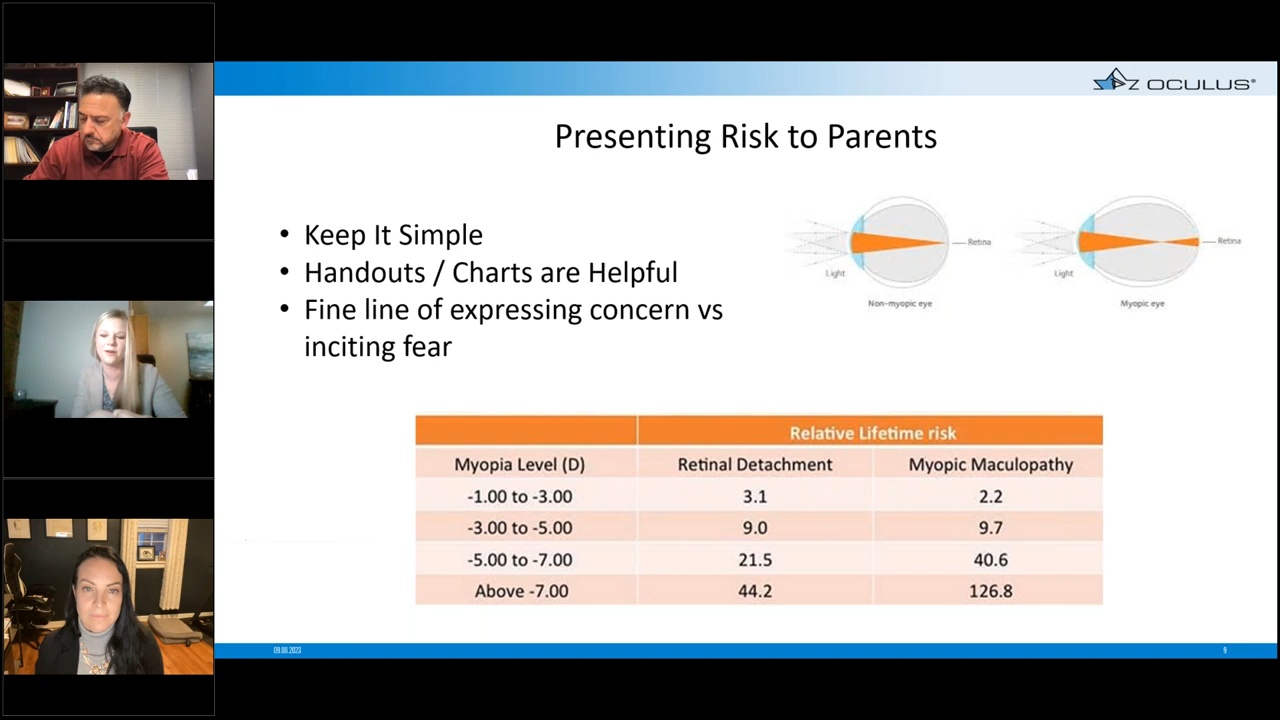 OCULUS®
Presenting Risk to Parents
• Keep It Simple
• Handouts / Charts are Helpful
• Fine line of expressing concern vs
inciting fear
Retina
Light
Non-myopic eye
Retina
Light
Myopic eye
Relative Lifetime risk
Myopia Level (D) Retinal Detachment Myopic Maculopathy
-1.00 to -3.00 3.1 2.2
-3.00 to -5.00 9.0 9.7
-5.00 to -7.00 21.5 40.6
Above -7.00 44.2 126.8
9